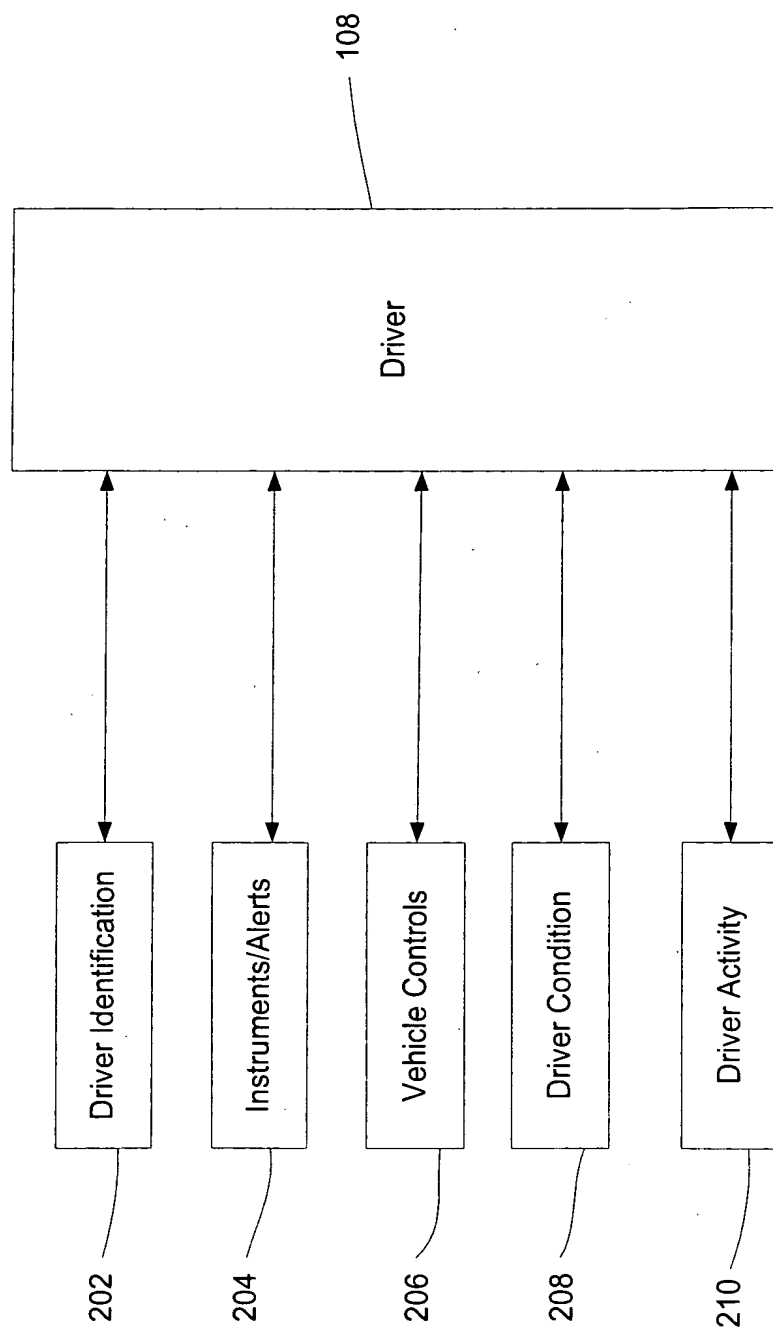 108
Driver
Driver Identification
Instruments/Alerts
Vehicle Controls
Driver Condition
Driver Activity
202
204
206
208
210